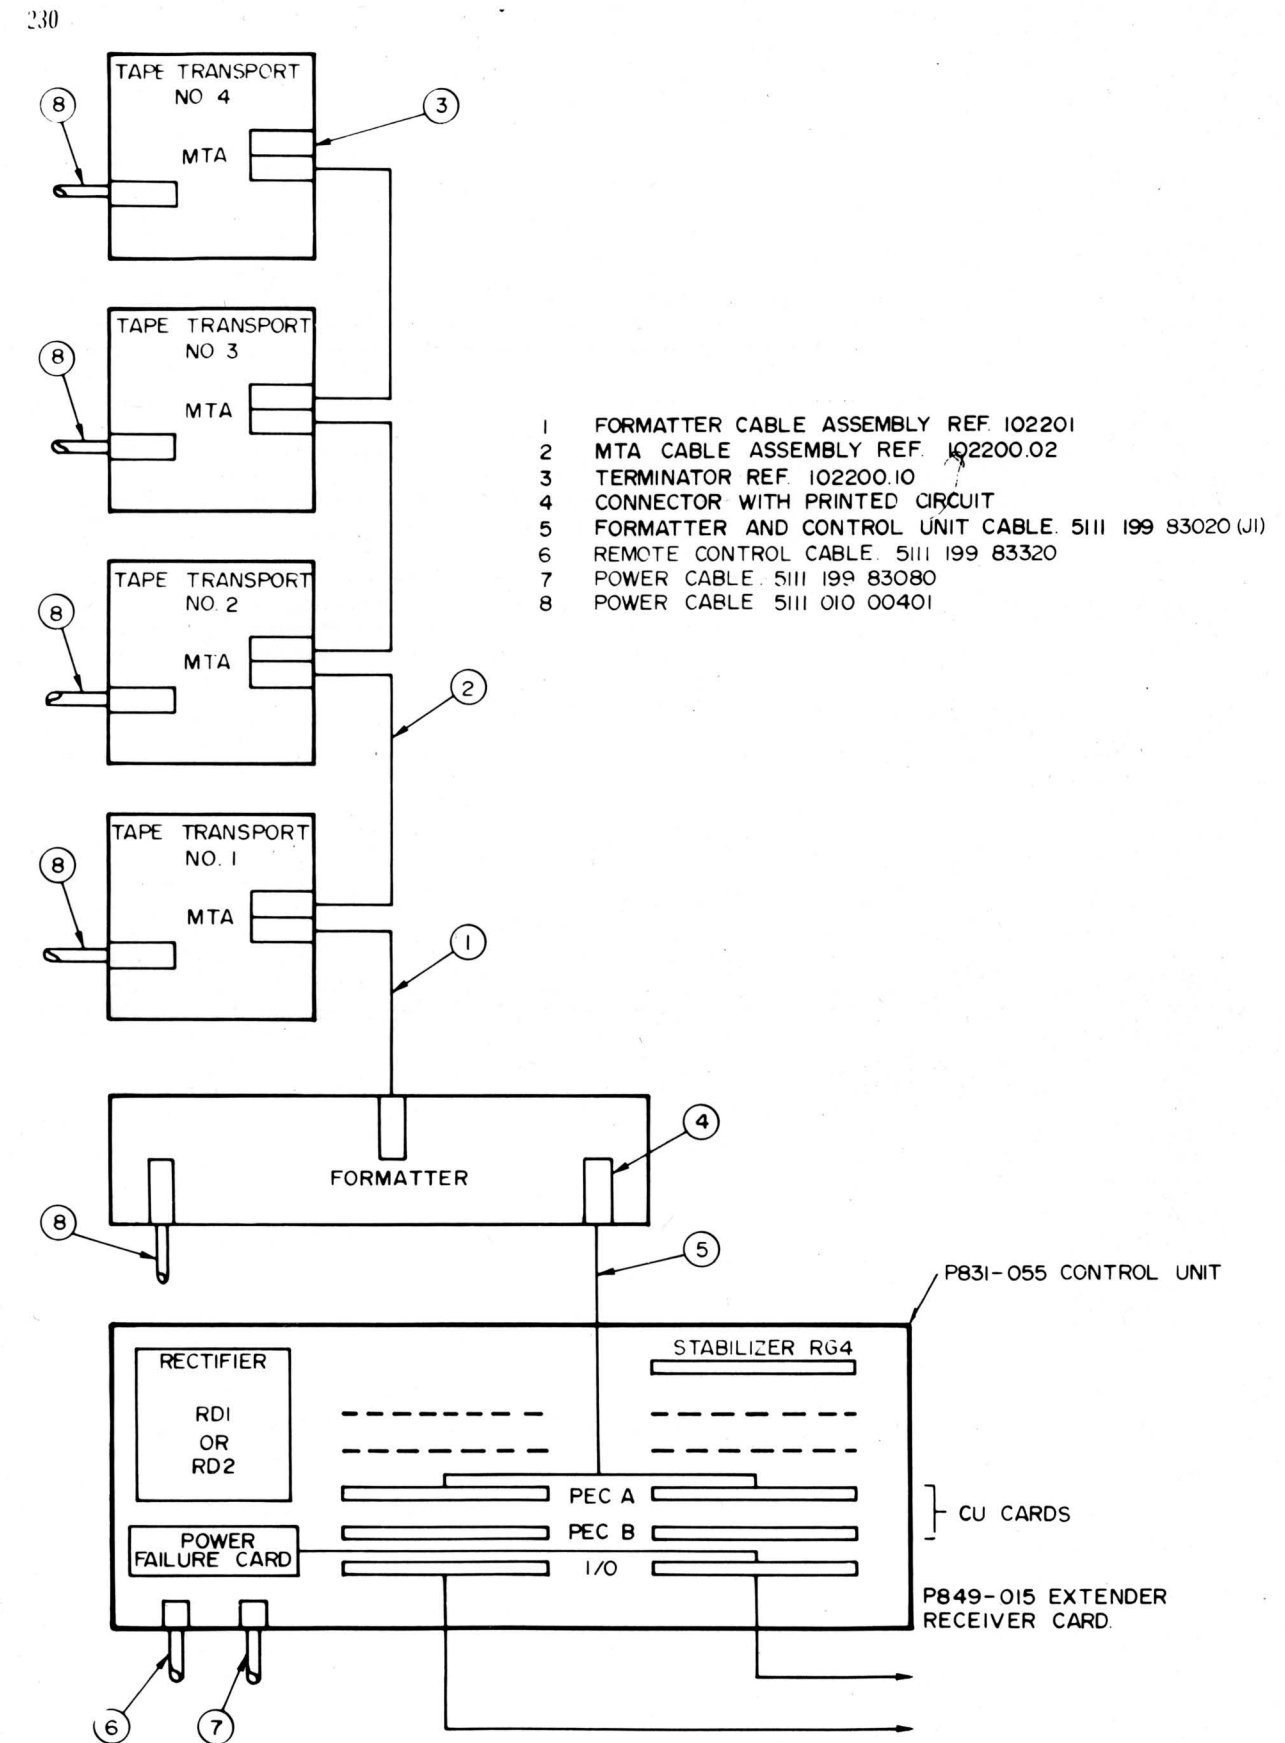 230
TAPE TRANSPORT
NO 4
8
3
MTA
TAPE TRANSPORT
NO 3
8
MTA
1 FORMATTER CABLE ASSEMBLY REF. 102201
2 MTA CABLE ASSEMBLY REF. 102200.02
3 TERMINATOR REF. 102200.10
4 CONNECTOR WITH PRINTED CIRCUIT
5 FORMATTER AND CONTROL UNIT CABLE. 5111 199 83020 (J1)
6 REMOTE CONTROL CABLE. 5111 199 83320
7 POWER CABLE. 5111 199 83080
8 POWER CABLE 5111 010 00401
TAPE TRANSPORT
NO. 2
8
MTA
2
TAPE TRANSPORT
NO. 1
8
MTA
1
4
FORMATTER
8
5
P831-055 CONTROL UNIT
STABILIZER RG4
RECTIFIER
RD1
OR
RD2
PEC A
CU CARDS
PEC B
POWER
FAILURE CARD
I/O
P849-015 EXTENDER
RECEIVER CARD.
6
7